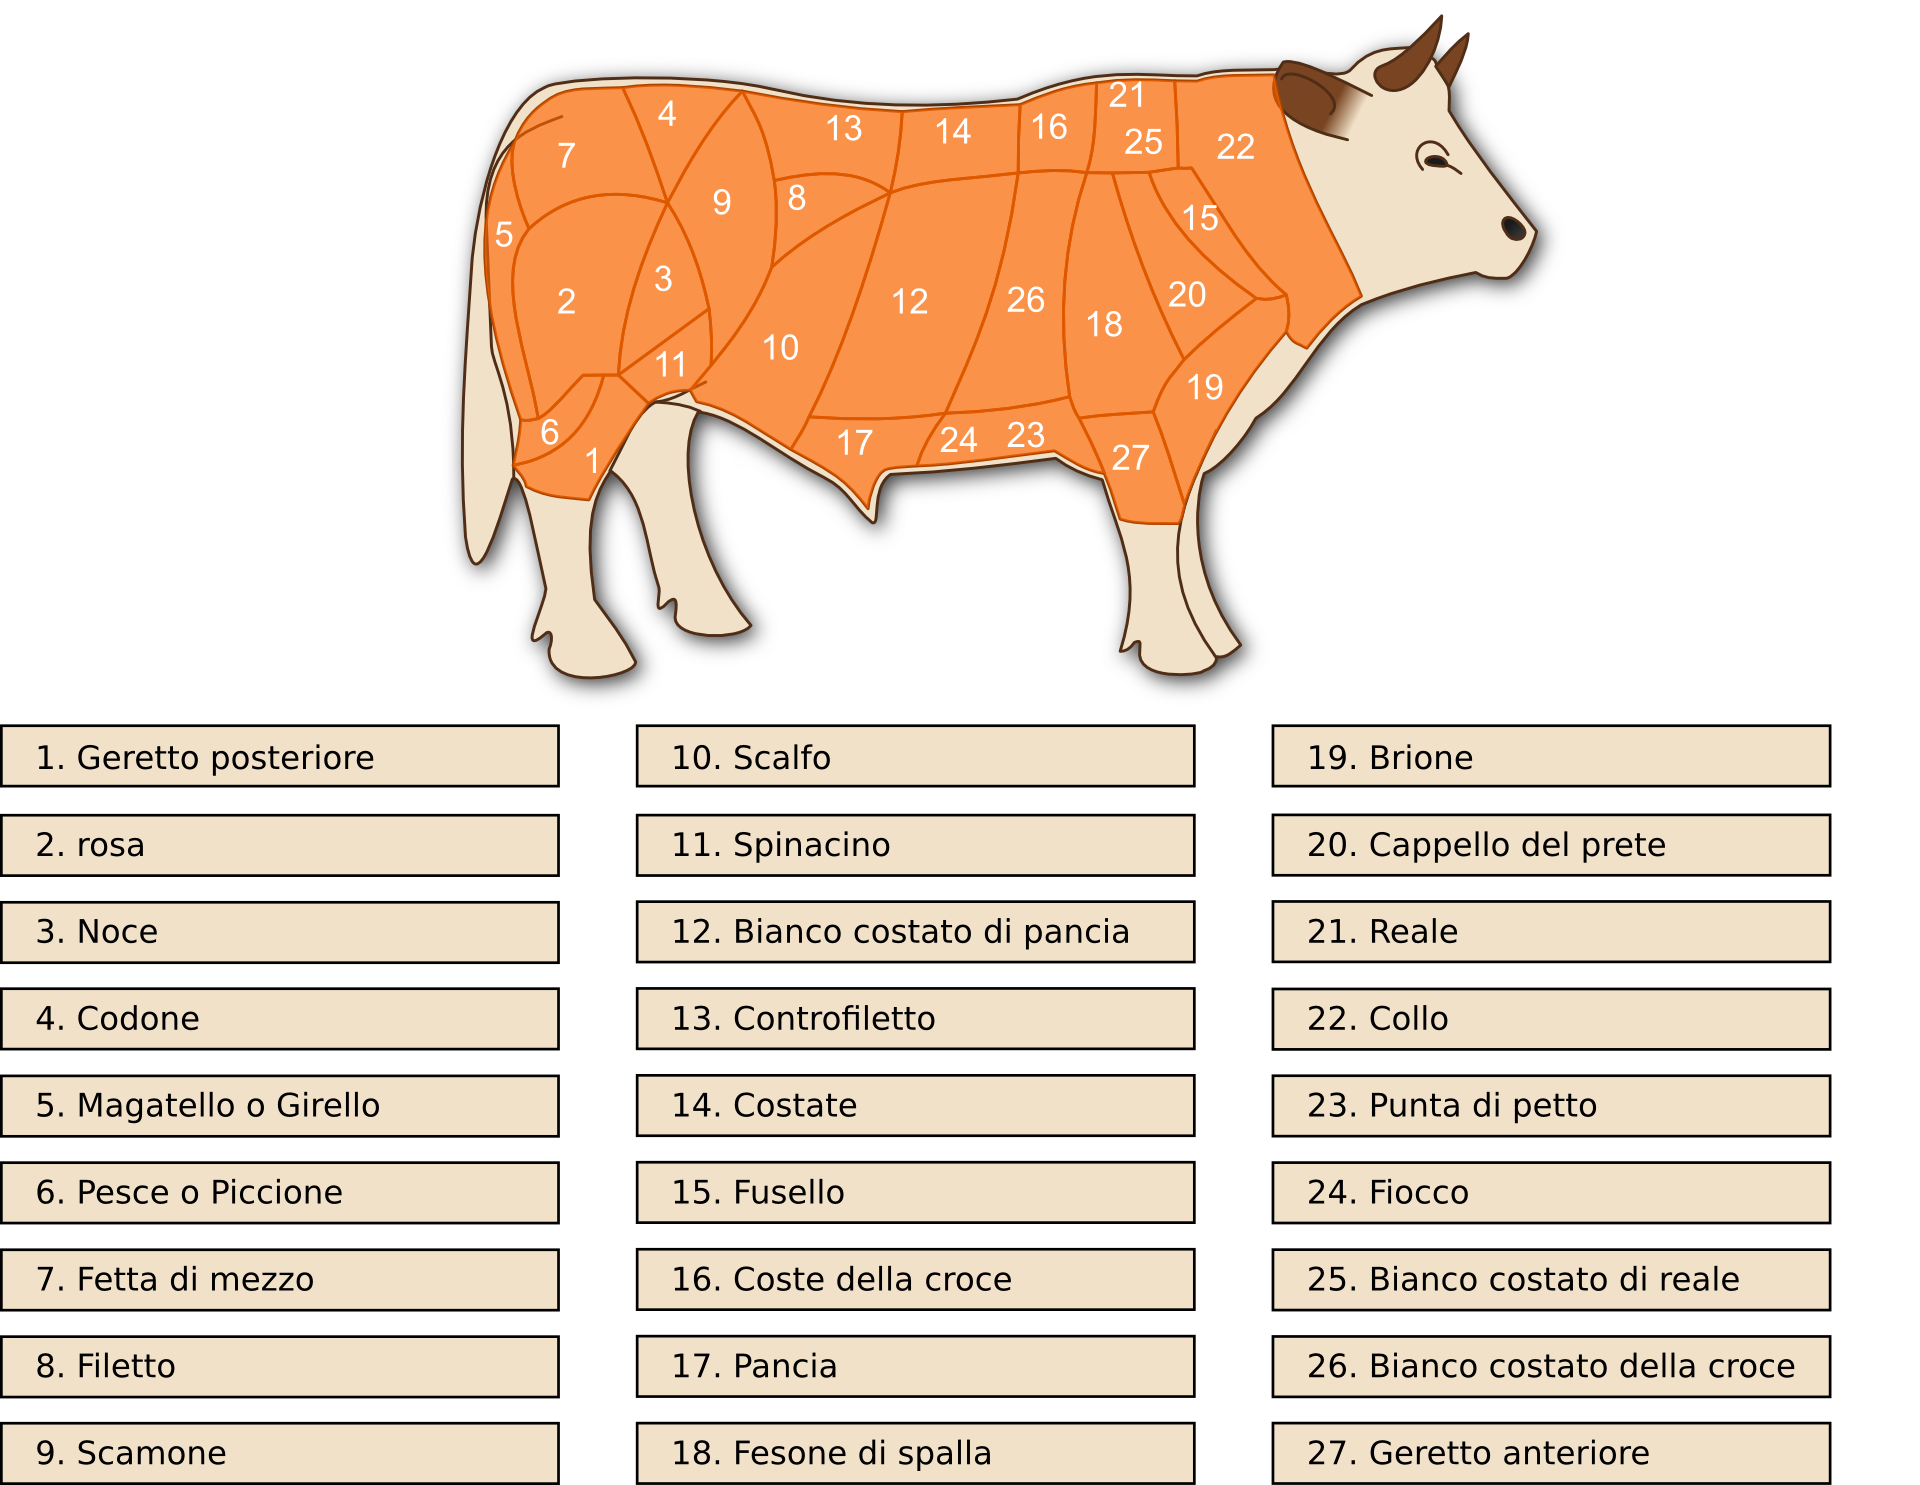 21
4
13
14
16
25
22
7
9
8
15
5
3
2
12
26
20
18
10
11
19
6
17
24
23
1
27
1. Geretto posteriore
2. rosa
3. Noce
4. Codone
5. Magatello o Girello
6. Pesce o Piccione
7. Fetta di mezzo
8. Filetto
9. Scamone
10. Scalfo
11. Spinacino
12. Bianco costato di pancia
13. Controfiletto
14. Costate
15. Fusello
16. Coste della croce
17. Pancia
18. Fesone di spalla
19. Brione
20. Cappello del prete
21. Reale
22. Collo
23. Punta di petto
24. Fiocco
25. Bianco costato di reale
26. Bianco costato della croce
27. Geretto anteriore